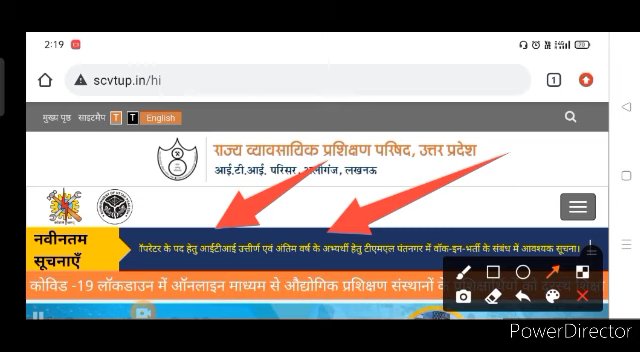 2:19
scvtup.in/hi
1
मुख्य पृष्ठ साइटमैप T T English
राज्य व्यावसायिक प्रशिक्षण परिषद, उत्तर प्रदेश
आई.टी.आई. परिसर, लखनऊ
नवीनतम
सूचनाएँ
ऑपरेटर के पद हेतु आईटीआई उत्तीर्ण एवं अंतिम वर्ष के अभ्यर्थी हेतु टीएमएल पंतनगर में वॉक-इन-भर्ती के संबंध में आवश्यक सूचना।
कोविड -19 लॉकडाउन में ऑनलाइन माध्यम से औद्योगिक प्रशिक्षण संस्थानों के
PowerDirector